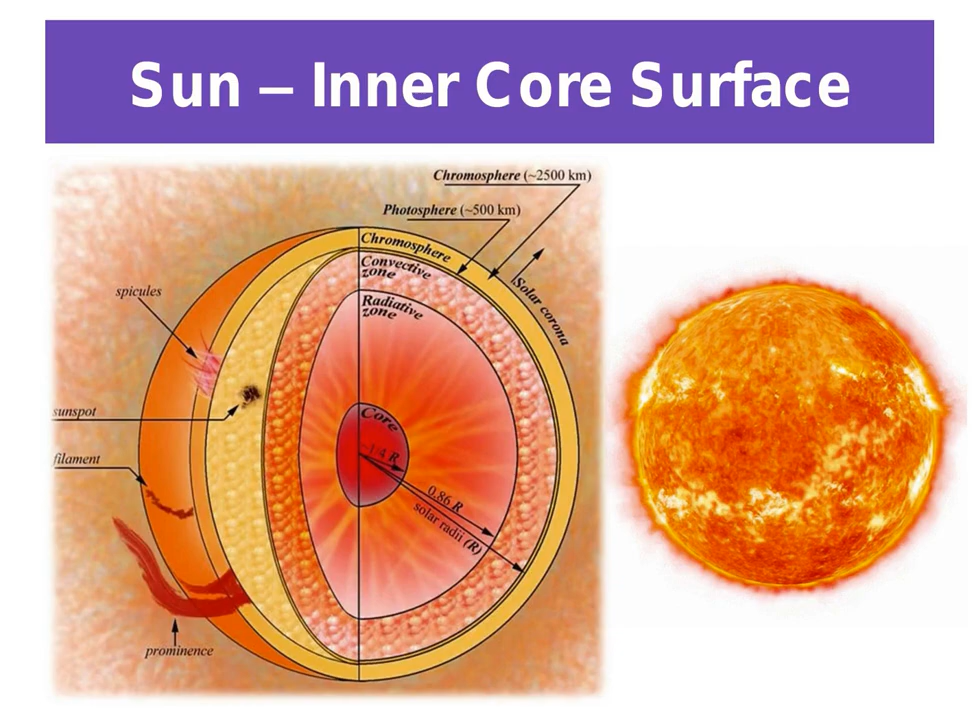 Sun – Inner Core Surface
Chromosphere (~2500 km)
Photosphere (~500 km)
Chromosphere
Convective
zone
Solar corona
spicules
Radiative
zone
sunspot
Core
~1/4 R
filament
0.86 R
solar radii (R)
prominence